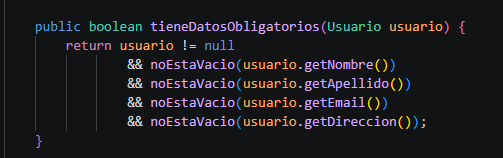 public boolean tieneDatosObligatorios(Usuario usuario) {
return usuario != null
&& noEstaVacio(usuario.getNombre())
&& noEstaVacio(usuario.getApellido())
&& noEstaVacio(usuario.getEmail())
&& noEstaVacio(usuario.getDireccion());
}